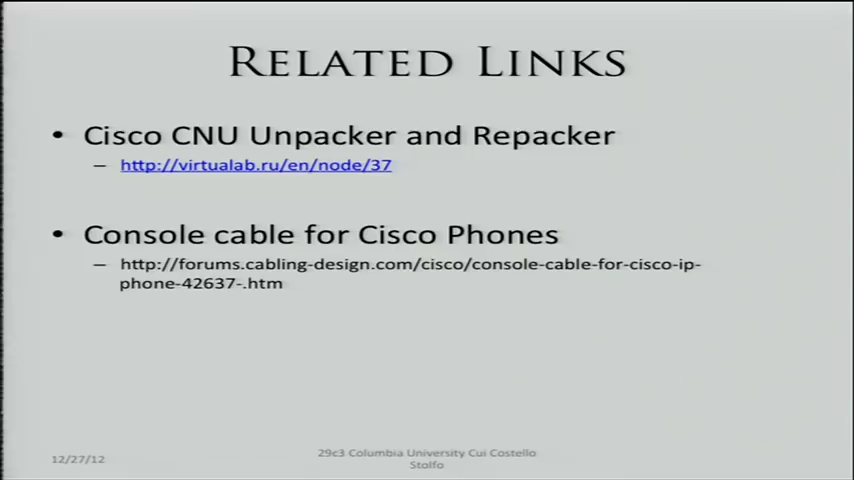 RELATED LINKS
• Cisco CNU Unpacker and Repacker
– http://virtualab.ru/en/node/37
• Console cable for Cisco Phones
– http://forums.cabling-design.com/cisco/console-cable-for-cisco-ip-
phone-42637-.htm
12/27/12
29c3 Columbia University Cui Costello
Stolfo